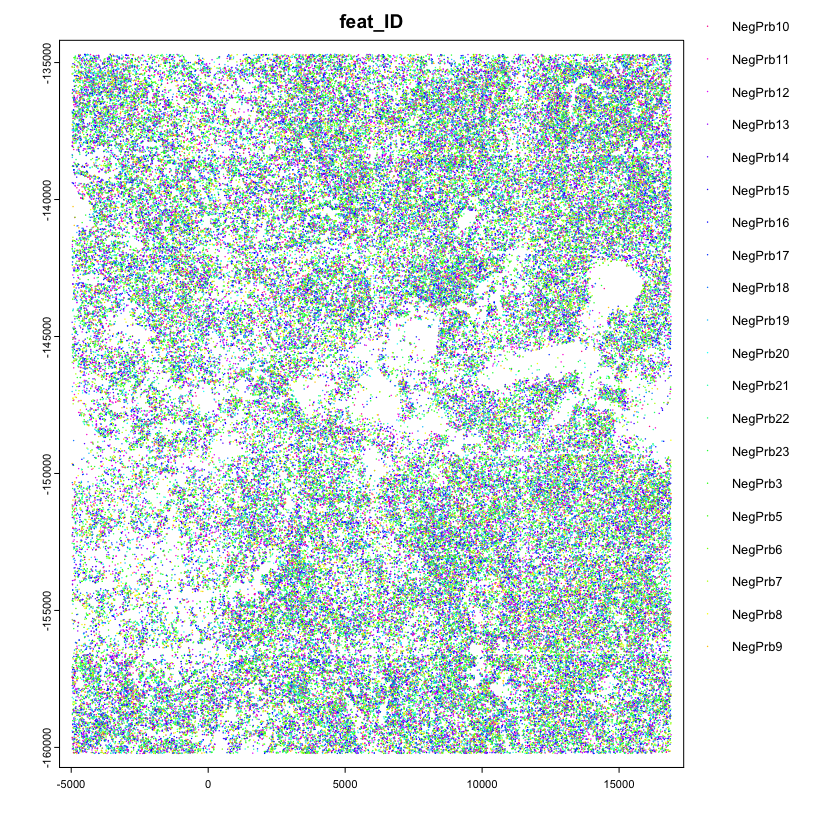 feat_ID
-135000
-140000
-145000
-150000
-155000
-160000
-5000
0
5000
10000
15000
NegPrb10
NegPrb11
NegPrb12
NegPrb13
NegPrb14
NegPrb15
NegPrb16
NegPrb17
NegPrb18
NegPrb19
NegPrb20
NegPrb21
NegPrb22
NegPrb23
NegPrb3
NegPrb5
NegPrb6
NegPrb7
NegPrb8
NegPrb9